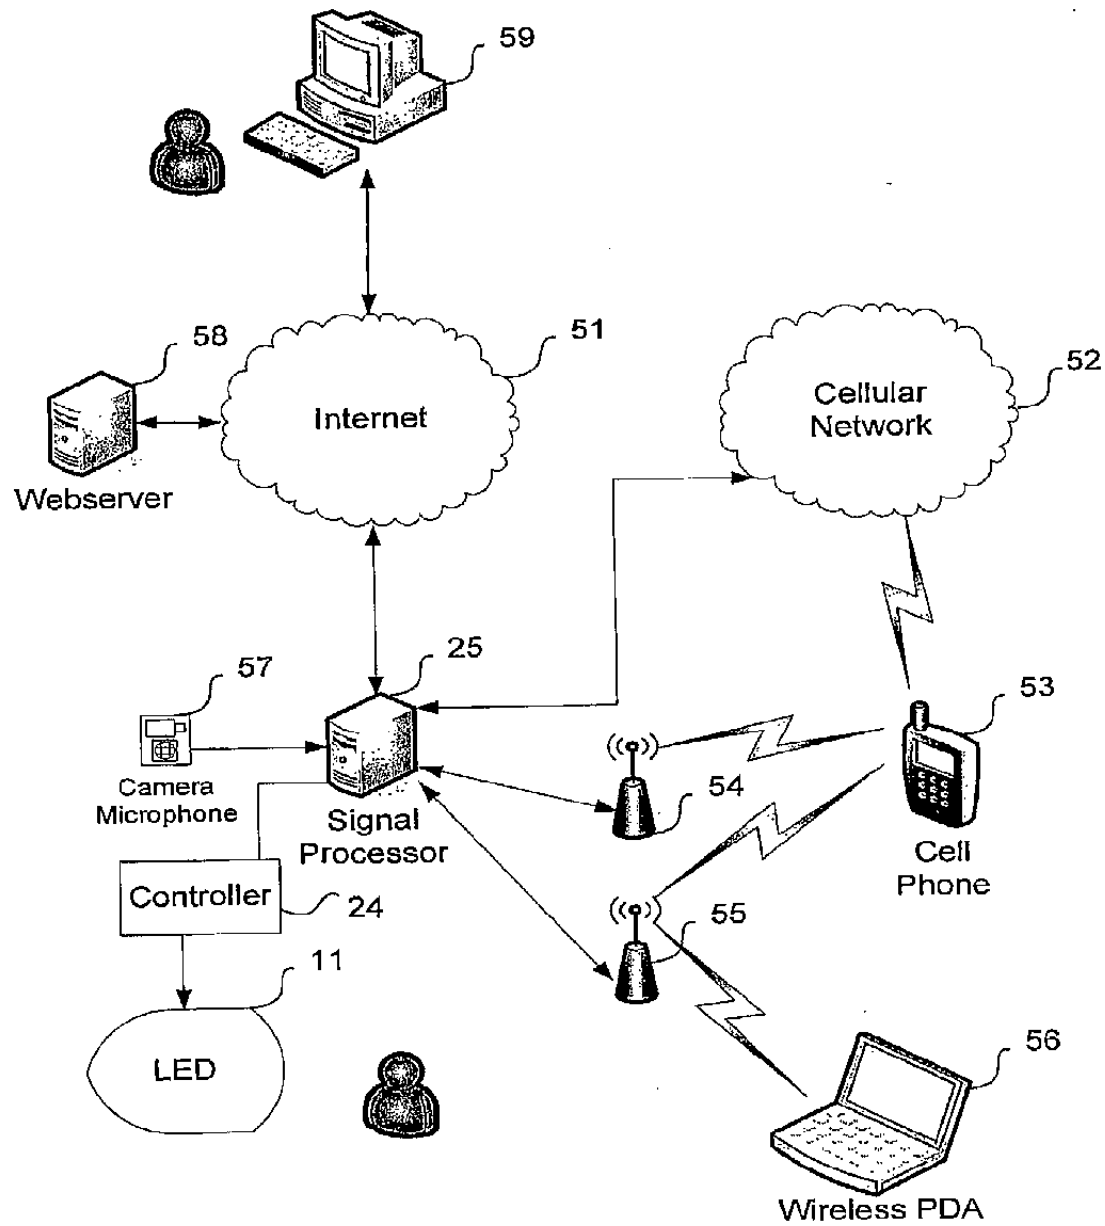 59
58
51
52
Internet
Cellular
Network
Webserver
57
25
53
Camera
Microphone
Signal
Processor
54
Cell
Phone
Controller
24
55
11
LED
56
Wireless PDA